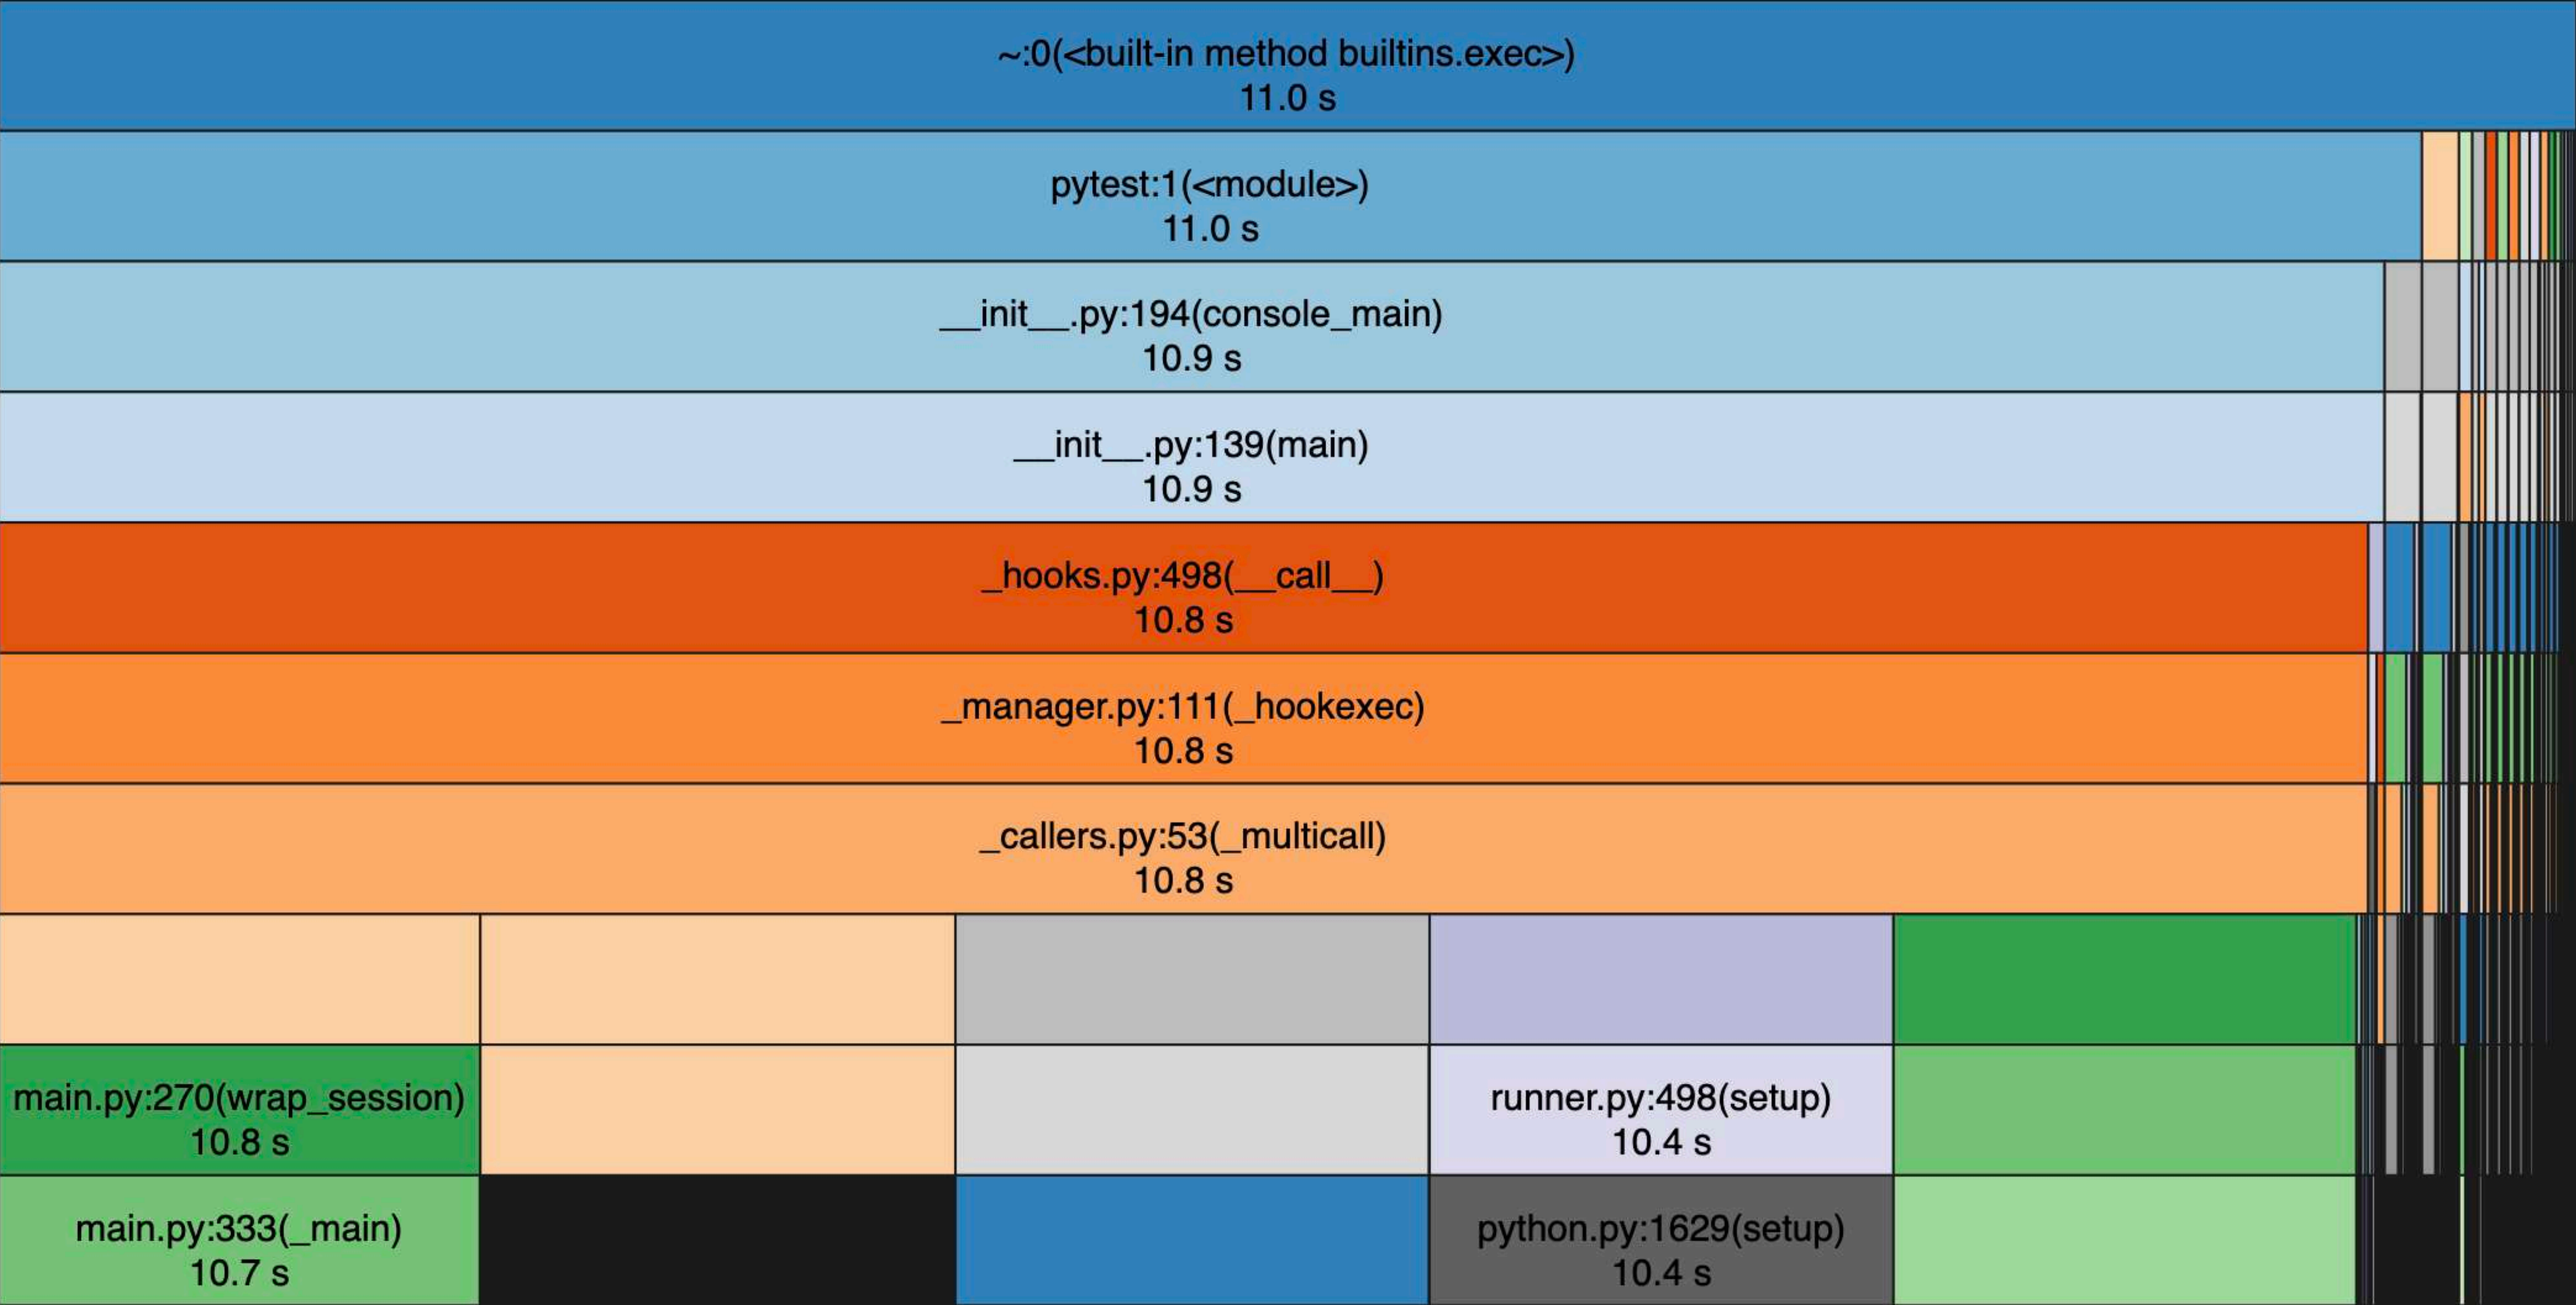 ~:0(<built-in method builtins.exec>)
11.0 s
pytest:1(<module>)
11.0 s
__init__.py:194(console_main)
10.9 s
__init__.py:139(main)
10.9 s
_hooks.py:498(__call__)
10.8 s
_manager.py:111(_hookexec)
10.8 s
_callers.py:53(_multicall)
10.8 s
main.py:270(wrap_session)
10.8 s
runner.py:498(setup)
10.4 s
main.py:333(_main)
10.7 s
python.py:1629(setup)
10.4 s